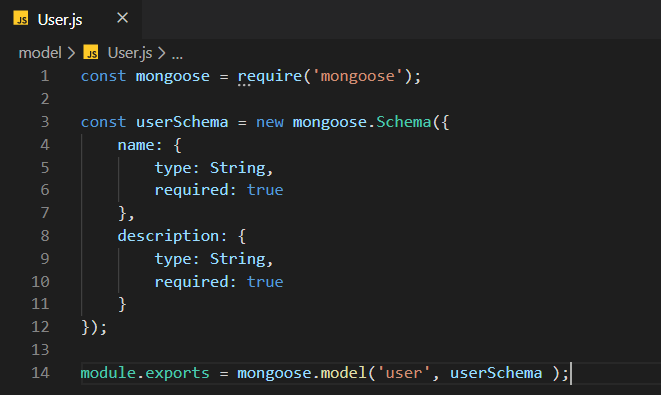 JS User.js ×
model > JS User.js > ...
1 const mongoose = require('mongoose');
2
3 const userSchema = new mongoose.Schema({
4     name: {
5         type: String,
6         required: true
7     },
8     description: {
9         type: String,
10         required: true
11     }
12 });
13
14 module.exports = mongoose.model('user', userSchema );